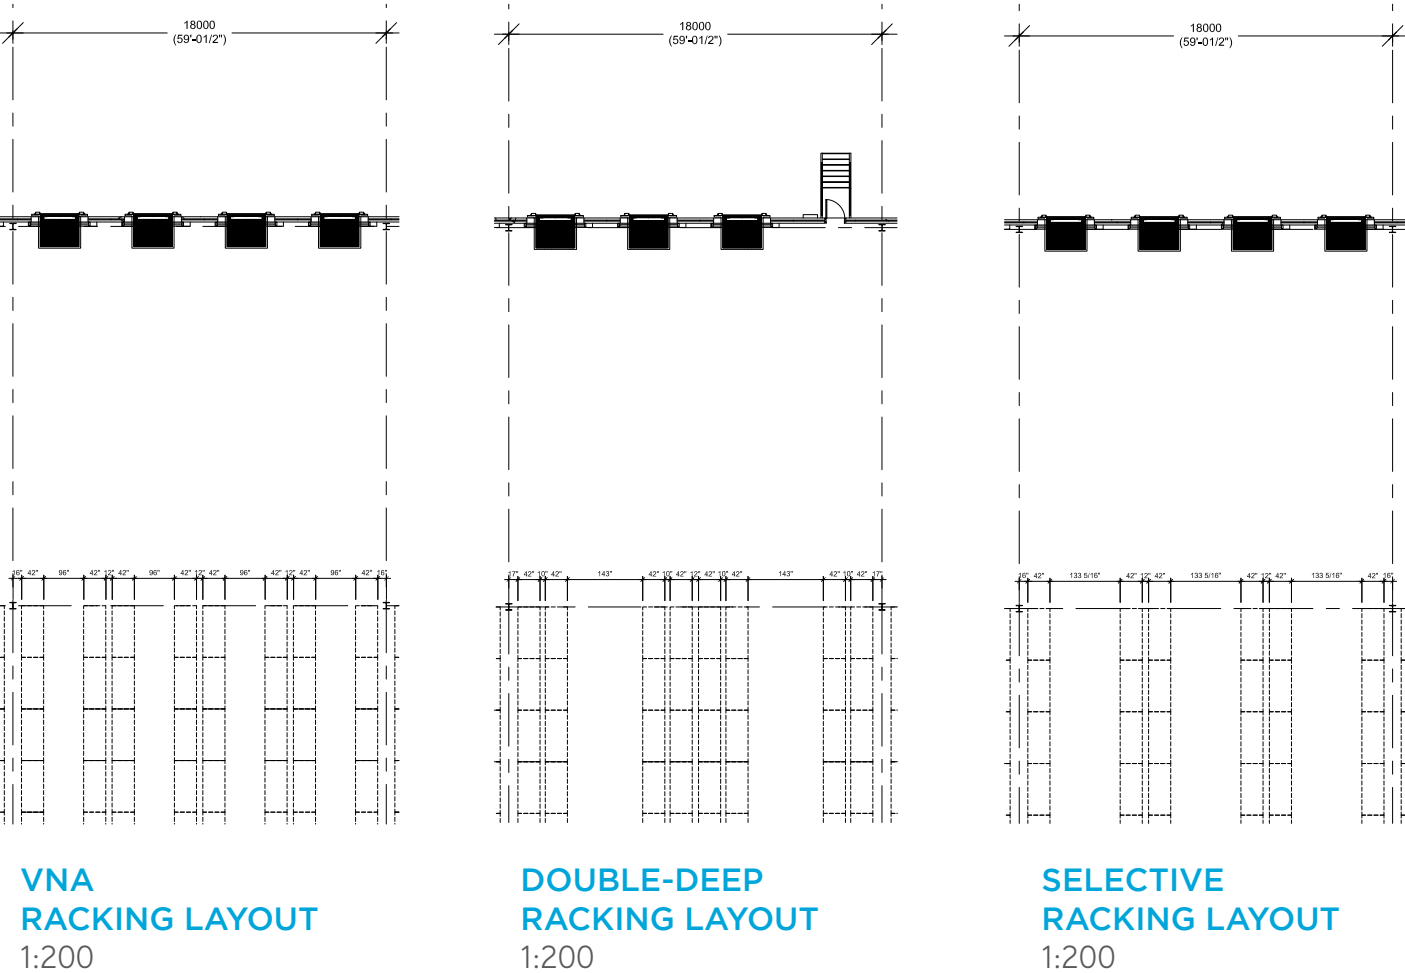 18000
(59'-01/2")
18000
(59'-01/2")
18000
(59'-01/2")
16" 42" 96" 42" 12" 42" 96" 42" 12" 42" 96" 42" 12" 42" 96" 42" 16"
17" 42" 10" 42" 143" 42" 10" 42" 12" 42" 10" 42" 143" 42" 10" 42" 17"
16" 42" 133 5/16" 42" 12" 42" 133 5/16" 42" 12" 42" 133 5/16" 42" 16"
VNA
RACKING LAYOUT
1:200
DOUBLE-DEEP
RACKING LAYOUT
1:200
SELECTIVE
RACKING LAYOUT
1:200